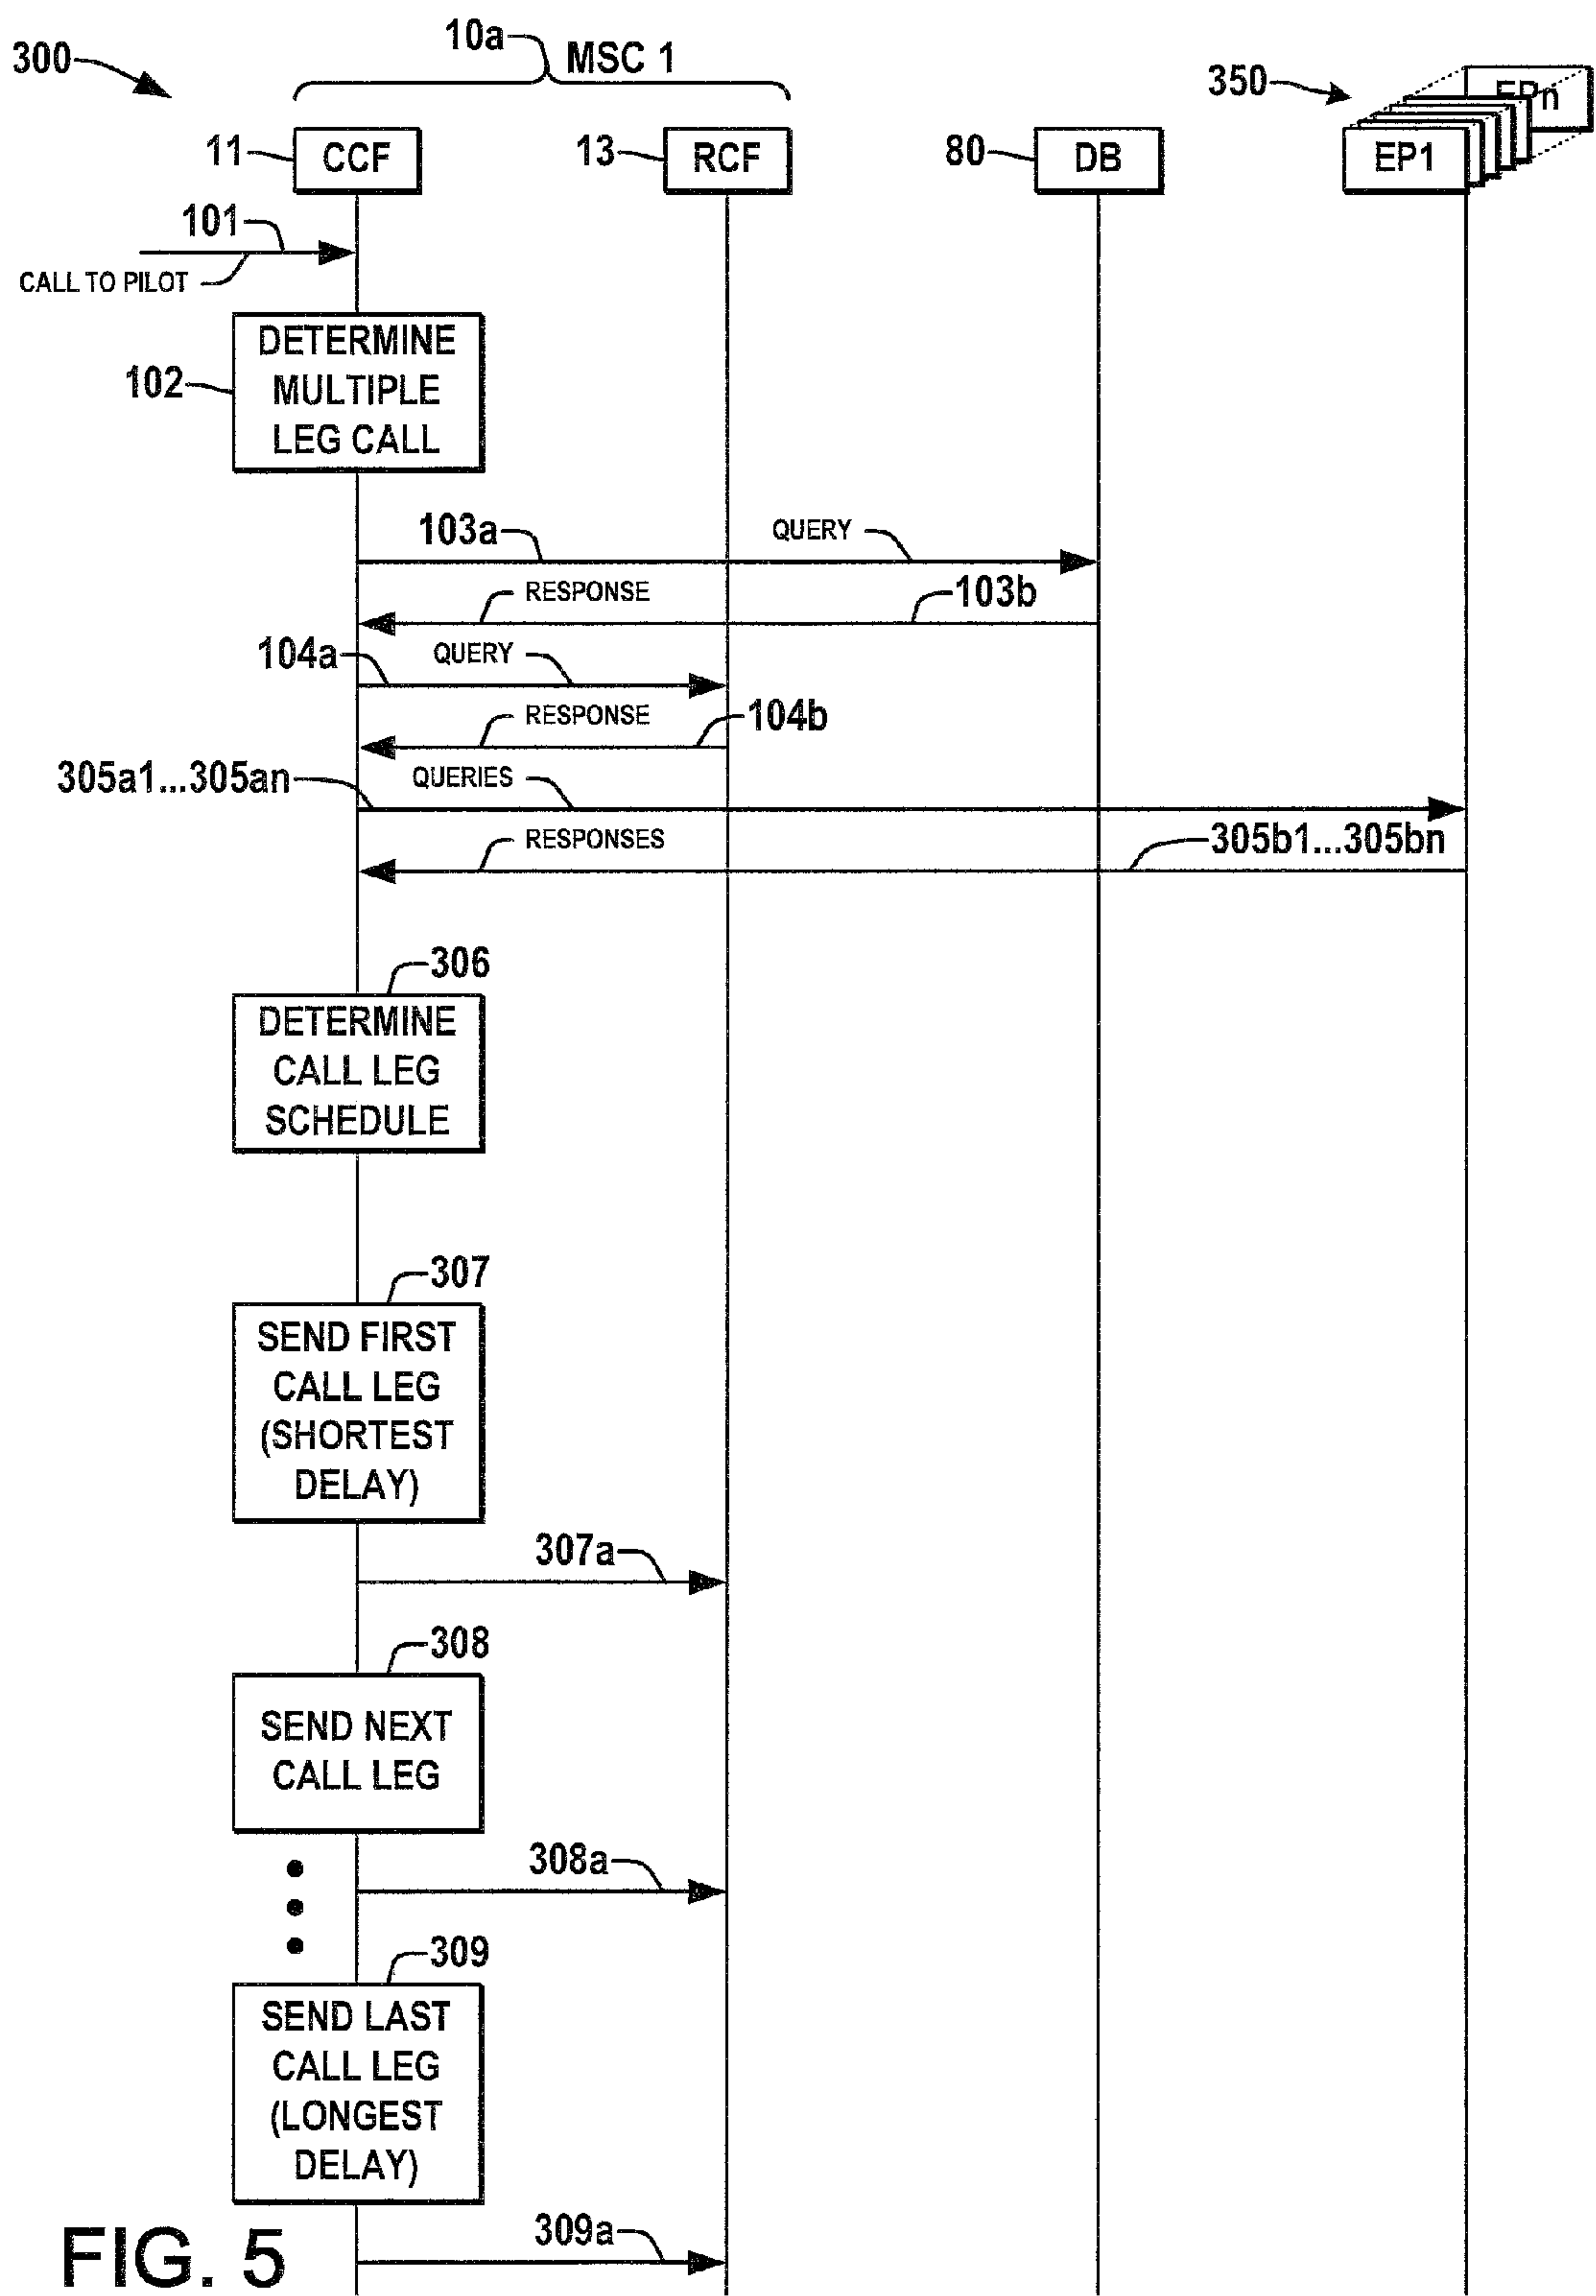 300
10a
MSC 1
350
EPn
11
CCF
13
RCF
80
DB
EP1
101
CALL TO PILOT
102
DETERMINE
MULTIPLE
LEG CALL
103a
QUERY
RESPONSE
103b
104a
QUERY
RESPONSE
104b
305a1...305an
QUERIES
RESPONSES
305b1...305bn
306
DETERMINE
CALL LEG
SCHEDULE
307
SEND FIRST
CALL LEG
(SHORTEST
DELAY)
307a
308
SEND NEXT
CALL LEG
308a
309
SEND LAST
CALL LEG
(LONGEST
DELAY)
309a
FIG. 5